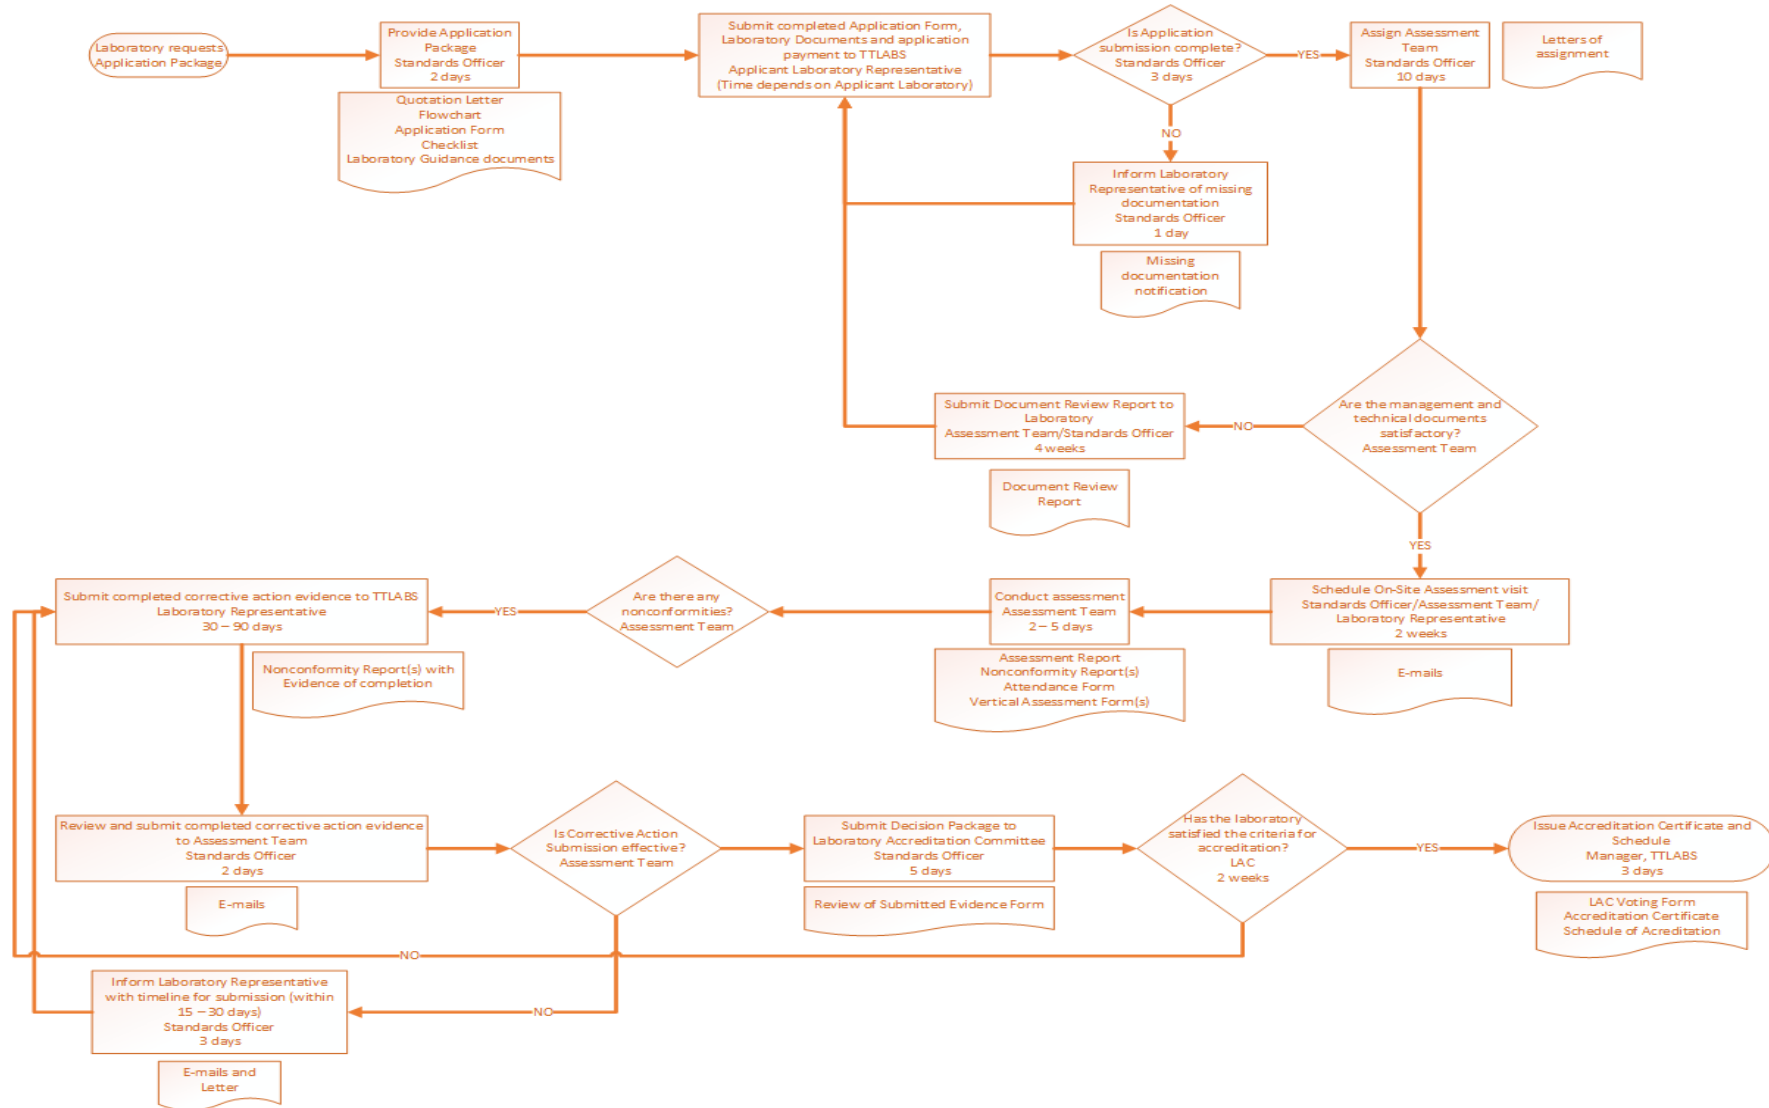 Laboratory requests
Application Package
Provide Application
Package
Standards Officer
2 days
Quotation Letter
Flowchart
Application Form
Checklist
Laboratory Guidance documents
Submit completed Application Form,
Laboratory Documents and application
payment to TTLABS
Applicant Laboratory Representative
(Time depends on Applicant Laboratory)
Is Application
submission complete?
Standards Officer
3 days
YES
Assign Assessment
Team
Standards Officer
10 days
Letters of
assignment
NO
Inform Laboratory
Representative of missing
documentation
Standards Officer
1 day
Missing
documentation
notification
Are the management and
technical documents
satisfactory?
Assessment Team
NO
Submit Document Review Report to
Laboratory
Assessment Team/Standards Officer
4 weeks
Document Review
Report
YES
Schedule On-Site Assessment visit
Standards Officer/Assessment Team/
Laboratory Representative
2 weeks
E-mails
Conduct assessment
Assessment Team
2 – 5 days
Assessment Report
Nonconformity Report(s)
Attendance Form
Vertical Assessment Form(s)
Are there any
nonconformities?
Assessment Team
YES
Submit completed corrective action evidence to TTLABS
Laboratory Representative
30 – 90 days
Nonconformity Report(s) with
Evidence of completion
Review and submit completed corrective action evidence
to Assessment Team
Standards Officer
2 days
E-mails
Is Corrective Action
Submission effective?
Assessment Team
Submit Decision Package to
Laboratory Accreditation Committee
Standards Officer
5 days
Review of Submitted Evidence Form
Has the laboratory
satisfied the criteria for
accreditation?
LAC
2 weeks
YES
Issue Accreditation Certificate and
Schedule
Manager, TTLABS
3 days
LAC Voting Form
Accreditation Certificate
Schedule of Acreditation
NO
Inform Laboratory Representative
with timeline for submission (within
15 – 30 days)
Standards Officer
3 days
NO
E-mails and
Letter